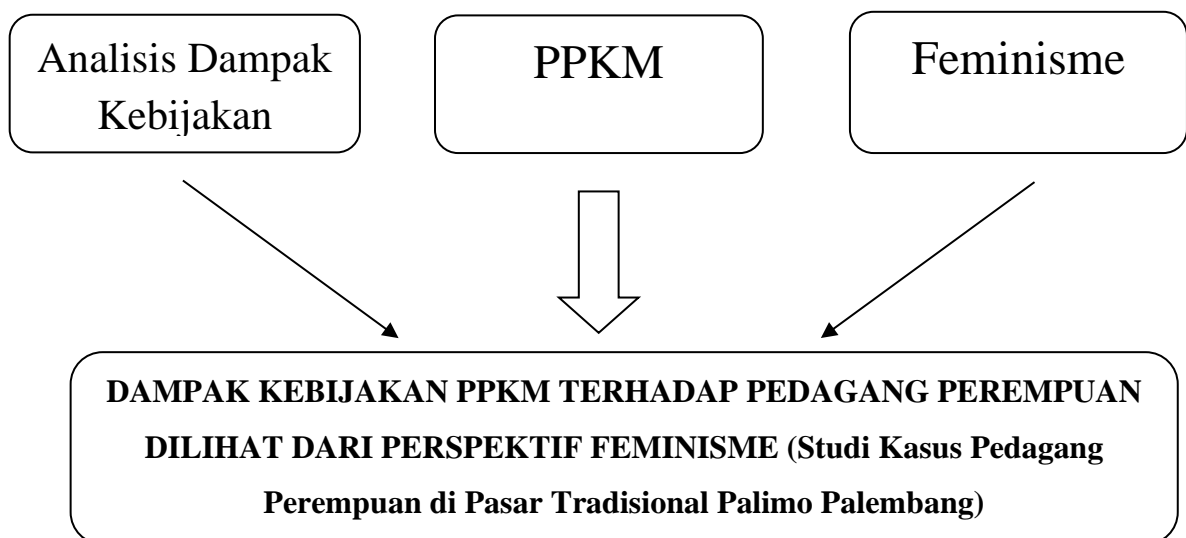 Analisis Dampak
Kebijakan
PPKM
Feminisme
DAMPAK KEBIJAKAN PPKM TERHADAP PEDAGANG PEREMPUAN
DILIHAT DARI PERSPEKTIF FEMINISME (Studi Kasus Pedagang
Perempuan di Pasar Tradisional Palimo Palembang)